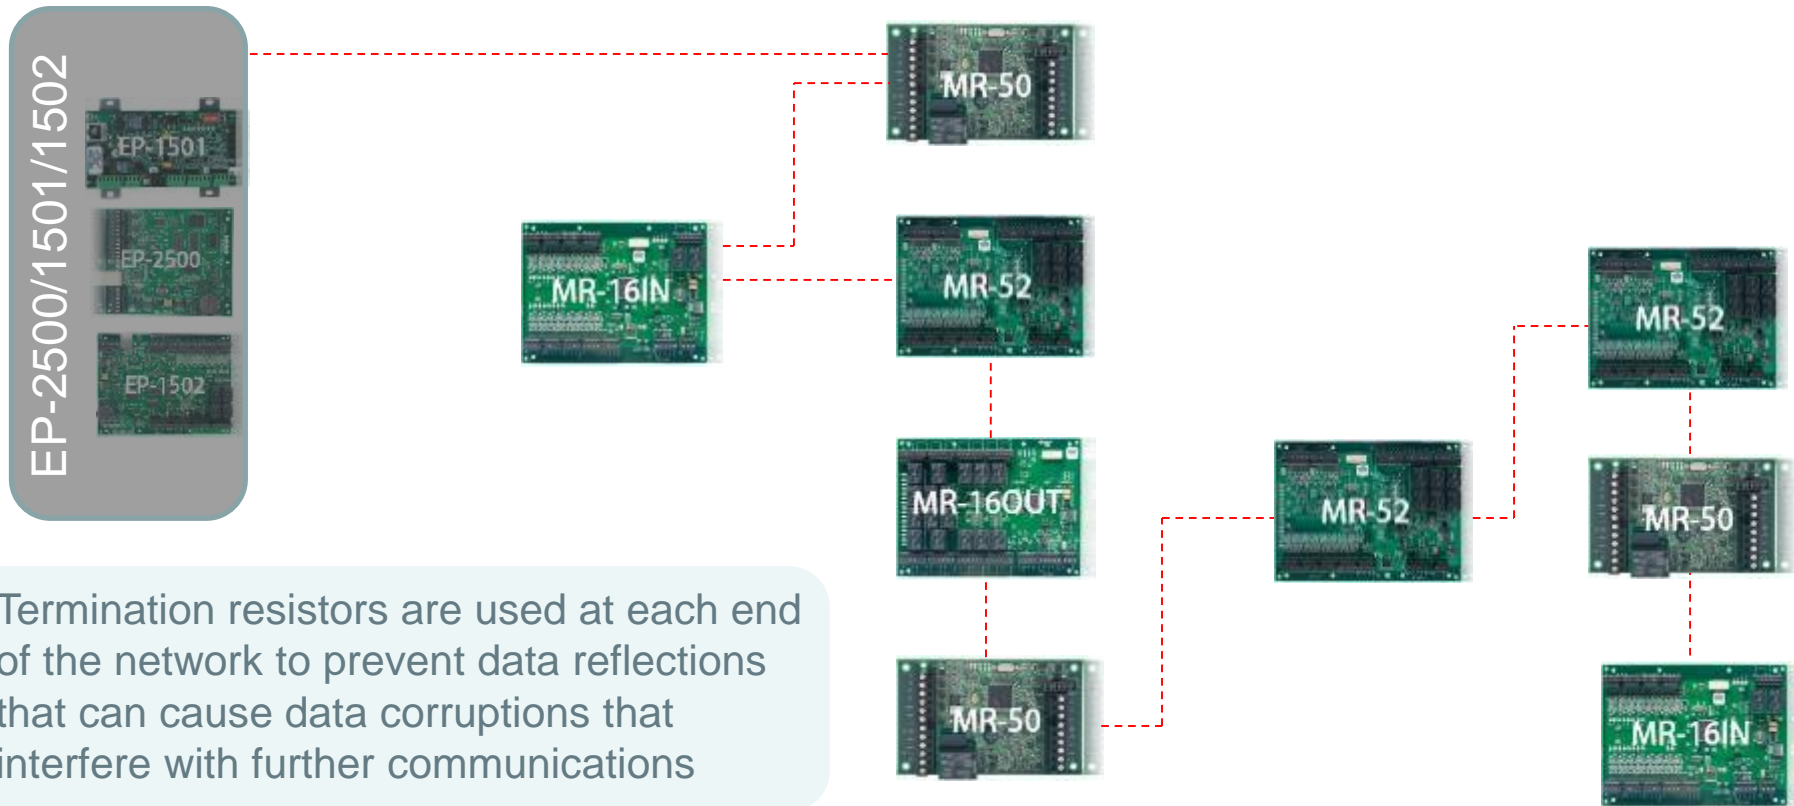 EP-2500/1501/1502
EP-1501
EP-2500
EP-1502
MR-50
MR-16IN
MR-52
MR-16OUT
MR-50
MR-52
MR-52
MR-50
MR-16IN
Termination resistors are used at each end
of the network to prevent data reflections
that can cause data corruptions that
interfere with further communications